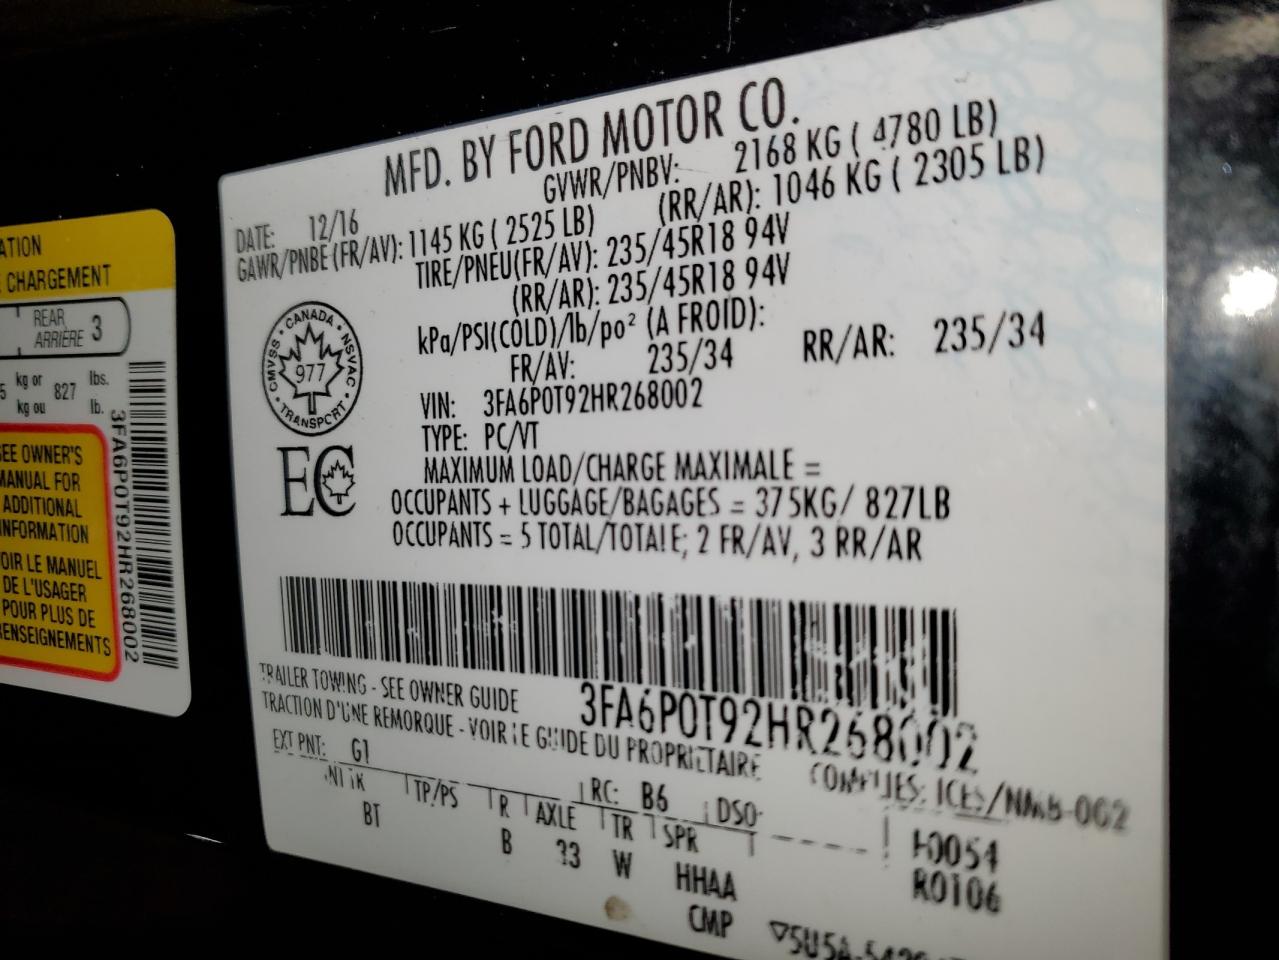 ATION
CHARGEMENT
REAR
ARRIÈRE 3
5 kg or 827 lbs.
kg ou lb.
SEE OWNER'S
MANUAL FOR
ADDITIONAL
INFORMATION
VOIR LE MANUEL
DE L'USAGER
POUR PLUS DE
RENSEIGNEMENTS
3FA6P0T92HR268002
MFD. BY FORD MOTOR CO.
DATE: 12/16 GVWR/PNBV: 2168 KG ( 4780 LB)
GAWR/PNBE(FR/AV): 1145 KG ( 2525 LB) (RR/AR): 1046 KG ( 2305 LB)
TIRE/PNEU(FR/AV): 235/45R18 94V
(RR/AR): 235/45R18 94V
kPa/PSI(COLD)/lb/po² (A FROID):
FR/AV: 235/34 RR/AR: 235/34
CANADA
CMVSS • NSVAC
977
TRANSPORT
VIN: 3FA6P0T92HR268002
TYPE: PC/VT
EC
MAXIMUM LOAD/CHARGE MAXIMALE =
OCCUPANTS + LUGGAGE/BAGAGES = 375KG/ 827LB
OCCUPANTS = 5 TOTAL/TOTALE; 2 FR/AV, 3 RR/AR
3FA6P0T92HR268002
TRAILER TOWING - SEE OWNER GUIDE
TRACTION D'UNE REMORQUE - VOIR LE GUIDE DU PROPRIETAIRE
EXT PNT: G1 RC: B6 DSO:
INT TR TP/PS R AXLE TR SPR
BT B 33 W HHAA
CMP
R0106